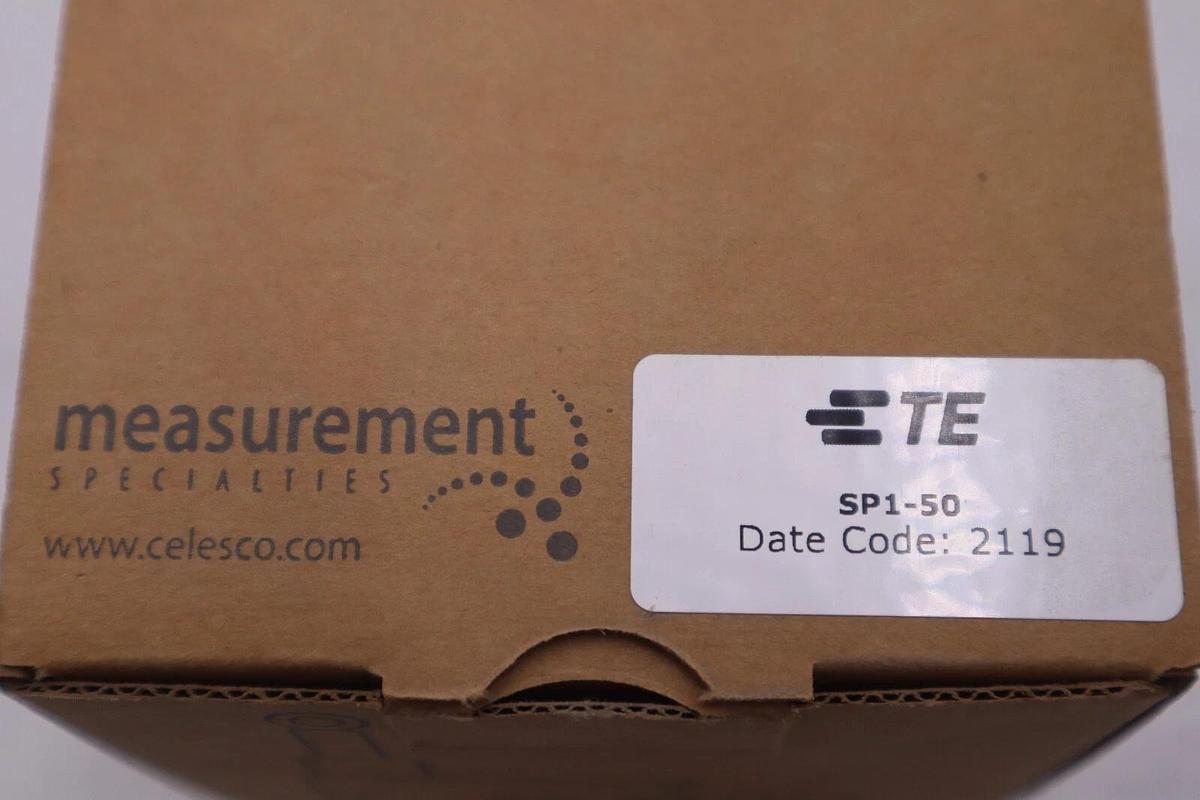 measurement
SPECIALTIES
www.celesco.com
TE
SP1-50
Date Code: 2119